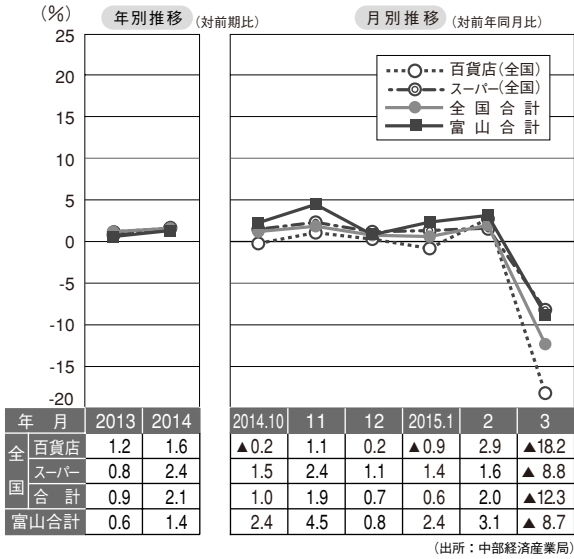 (%)
年別推移 (対前期比)
月別推移 (対前年同月比)
25
20
15
10
5
0
-5
-10
-15
-20
百貨店(全国)
スーパー(全国)
全国合計
富山合計
年 月 2013 2014 2014.10 11 12 2015.1 2 3
全国 百貨店 1.2 1.6 ▲0.2 1.1 0.2 ▲0.9 2.9 ▲18.2
スーパー 0.8 2.4 1.5 2.4 1.1 1.4 1.6 ▲ 8.8
合 計 0.9 2.1 1.0 1.9 0.7 0.6 2.0 ▲12.3
富山合計 0.6 1.4 2.4 4.5 0.8 2.4 3.1 ▲ 8.7
(出所:中部経済産業局)